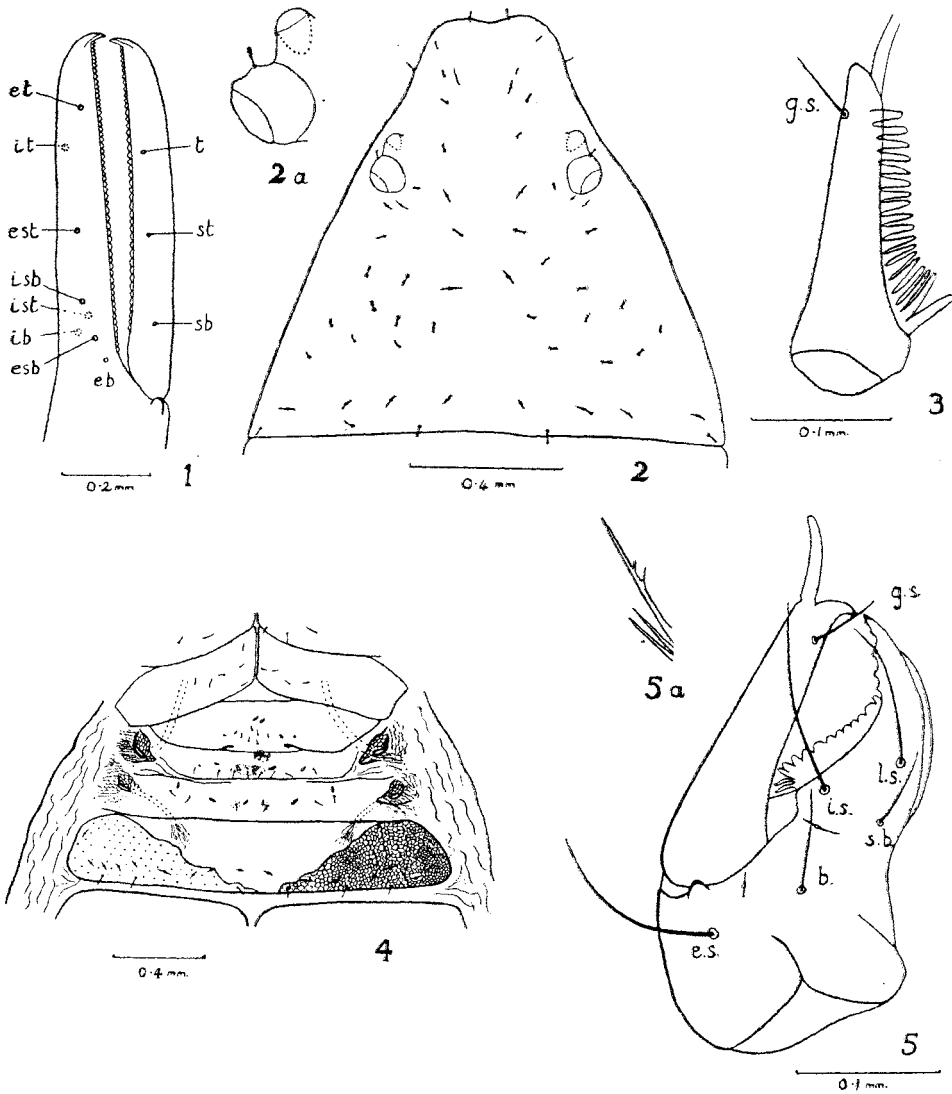 et
it
est
isb
ist
ib
esb
eb
t
st
sb
0·2 mm
1
2a
0·4 mm
2
g.s.
0·1 mm.
3
0·4 mm.
4
5a
g.s.
l.s.
i.s.
s.b.
b.
e.s.
5
0·1 mm.